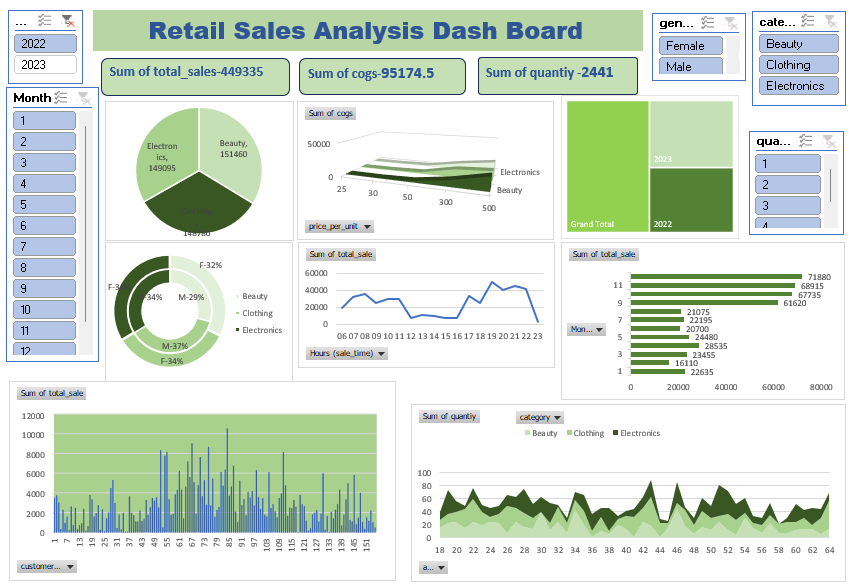 ...
2022
2023
Retail Sales Analysis Dash Board
gen...
Female
Male
cate...
Beauty
Clothing
Electronics
Sum of total_sales-449335
Sum of cogs-95174.5
Sum of quantiy -2441
Month
1
2
3
4
5
6
7
8
9
10
11
12
Electron
ics,
149095
Beauty,
151460
148780
Sum of cogs
50000
0
25
30
50
300
500
Electronics
Beauty
price_per_unit
Grand Total
2023
2022
qua...
1
2
3
4
F-32%
M-29%
34%
M-37%
F-34%
Beauty
Clothing
Electronics
Sum of total_sale
60000
40000
20000
0
06 07 08 09 10 11 12 13 14 15 16 17 18 19 20 21 22 23
Hours (sale_time)
Sum of total_sale
Mon...
11
9
7
5
3
1
71880
68915
67735
61620
21075
22195
20700
24480
28535
23455
16110
22635
0 20000 40000 60000 80000
Sum of total_sale
12000
10000
8000
6000
4000
2000
0
1 7 13 19 25 31 37 43 49 55 61 67 73 79 85 91 97 103 109 115 121 127 133 139 145 151
customer...
Sum of quantiy
category
Beauty Clothing Electronics
100
80
60
40
20
0
18 20 22 24 26 28 30 32 34 36 38 40 42 44 46 48 50 52 54 56 58 60 62 64
a...